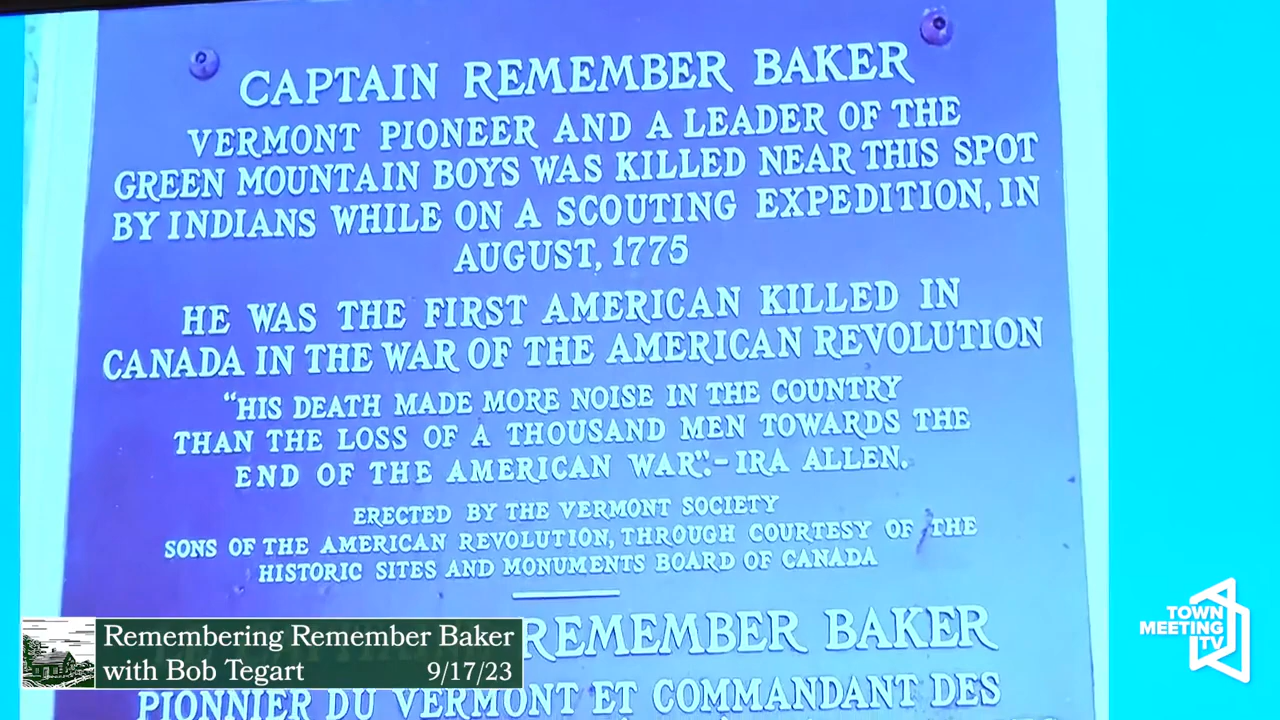 CAPTAIN REMEMBER BAKER
VERMONT PIONEER AND A LEADER OF THE
GREEN MOUNTAIN BOYS WAS KILLED NEAR THIS SPOT
BY INDIANS WHILE ON A SCOUTING EXPEDITION, IN
AUGUST, 1775
HE WAS THE FIRST AMERICAN KILLED IN
CANADA IN THE WAR OF THE AMERICAN REVOLUTION
"HIS DEATH MADE MORE NOISE IN THE COUNTRY
THAN THE LOSS OF A THOUSAND MEN TOWARDS THE
END OF THE AMERICAN WAR".- IRA ALLEN.
ERECTED BY THE VERMONT SOCIETY
SONS OF THE AMERICAN REVOLUTION, THROUGH COURTESY OF THE
HISTORIC SITES AND MONUMENTS BOARD OF CANADA
REMEMBER BAKER
PIONNIER DU VERMONT ET COMMANDANT DES
Remembering Remember Baker
with Bob Tegart 9/17/23
TOWN
MEETING
TV